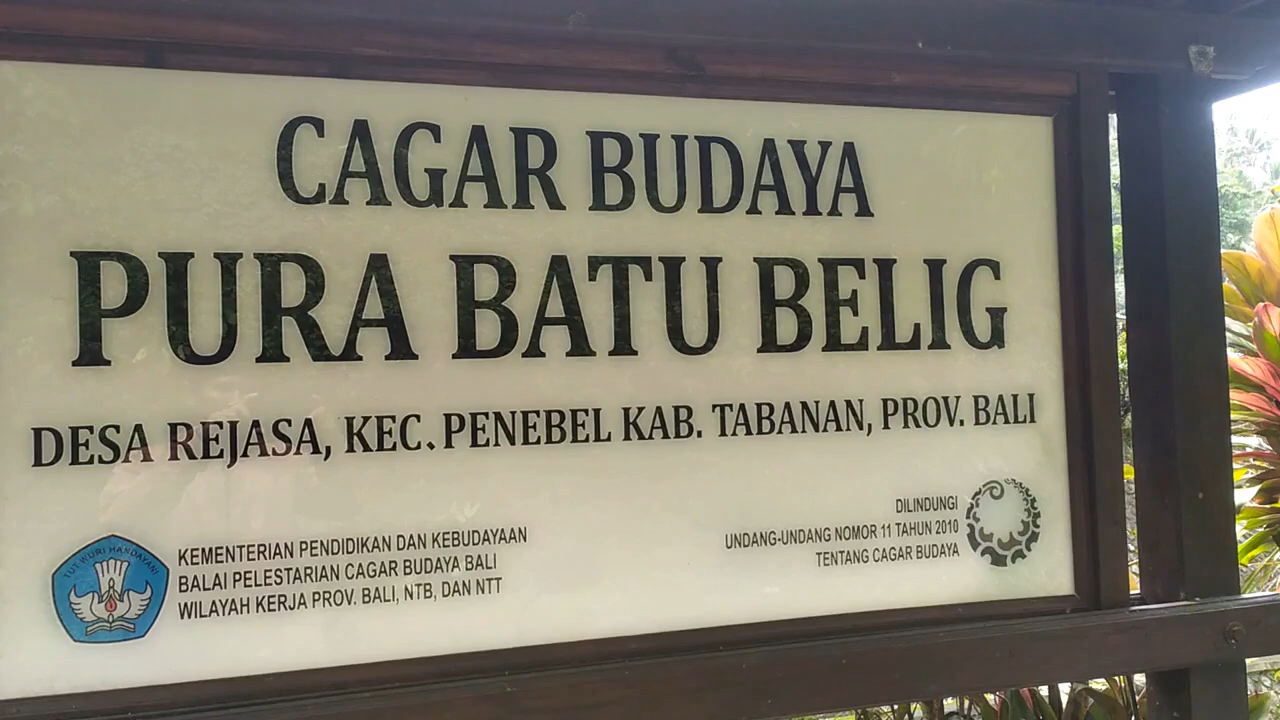 CAGAR BUDAYA
PURA BATU BELIG
DESA REJASA, KEC. PENEBEL KAB. TABANAN, PROV. BALI
TUT WURI HANDAYANI
KEMENTERIAN PENDIDIKAN DAN KEBUDAYAAN
BALAI PELESTARIAN CAGAR BUDAYA BALI
WILAYAH KERJA PROV. BALI, NTB, DAN NTT
DILINDUNGI
UNDANG-UNDANG NOMOR 11 TAHUN 2010
TENTANG CAGAR BUDAYA